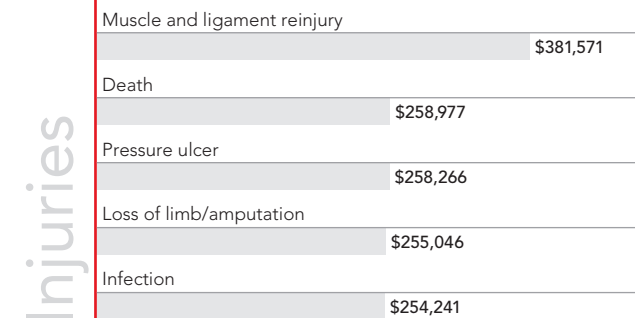 Injuries
Muscle and ligament reinjury
$381,571
Death
$258,977
Pressure ulcer
$258,266
Loss of limb/amputation
$255,046
Infection
$254,241